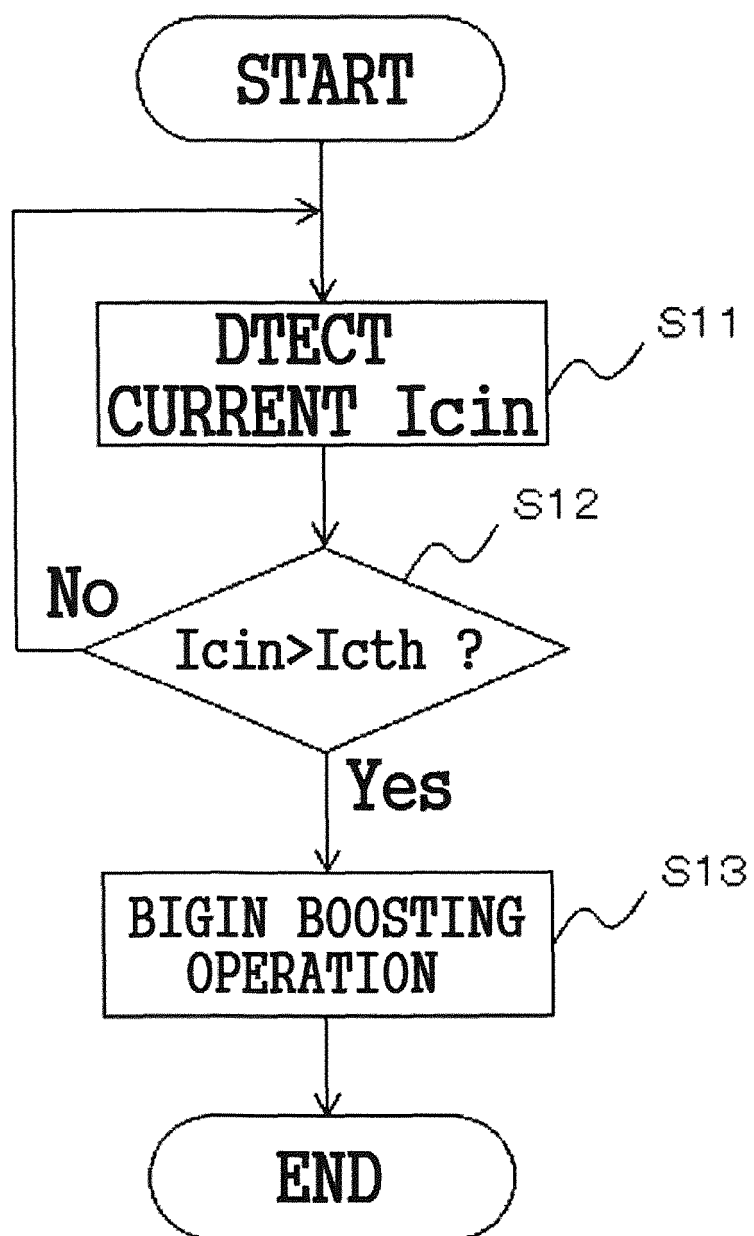 START
DTECT
CURRENT Icin
S11
S12
No
Icin>Icth ?
Yes
S13
BIGIN BOOSTING
OPERATION
END